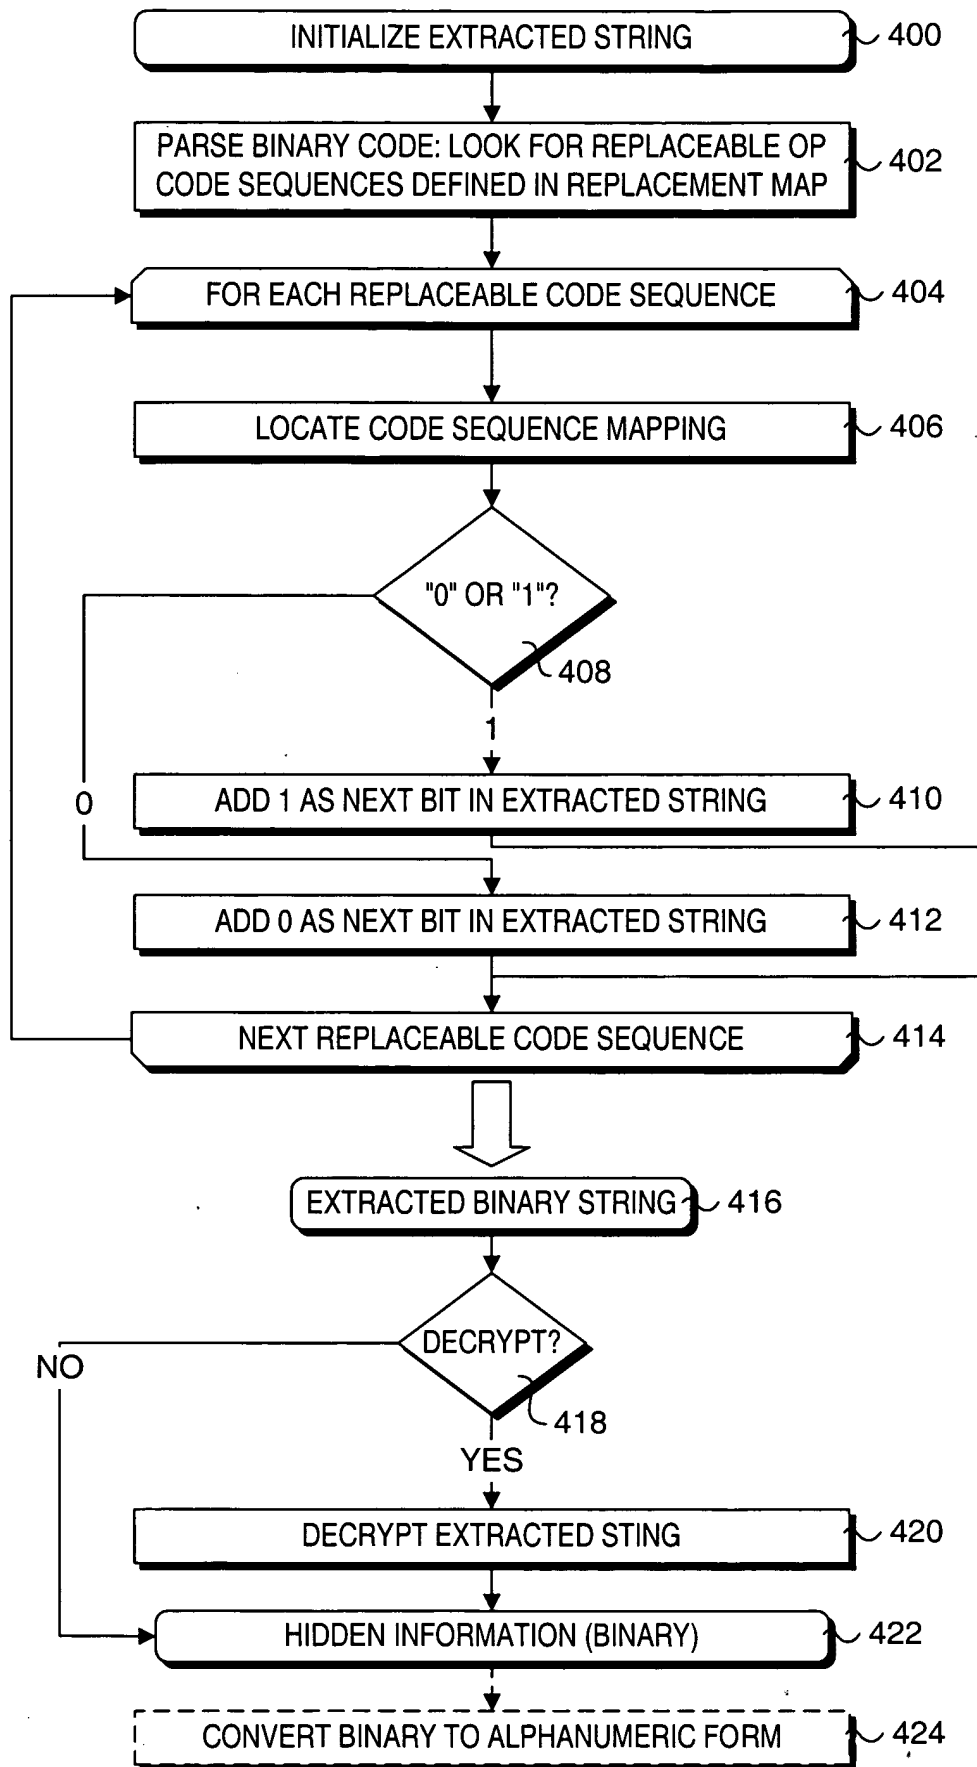 INITIALIZE EXTRACTED STRING 400
PARSE BINARY CODE: LOOK FOR REPLACEABLE OP
CODE SEQUENCES DEFINED IN REPLACEMENT MAP 402
FOR EACH REPLACEABLE CODE SEQUENCE 404
LOCATE CODE SEQUENCE MAPPING 406
"0" OR "1"?
408
1
0
ADD 1 AS NEXT BIT IN EXTRACTED STRING 410
ADD 0 AS NEXT BIT IN EXTRACTED STRING 412
NEXT REPLACEABLE CODE SEQUENCE 414
EXTRACTED BINARY STRING 416
DECRYPT?
NO
418
YES
DECRYPT EXTRACTED STING 420
HIDDEN INFORMATION (BINARY) 422
CONVERT BINARY TO ALPHANUMERIC FORM 424